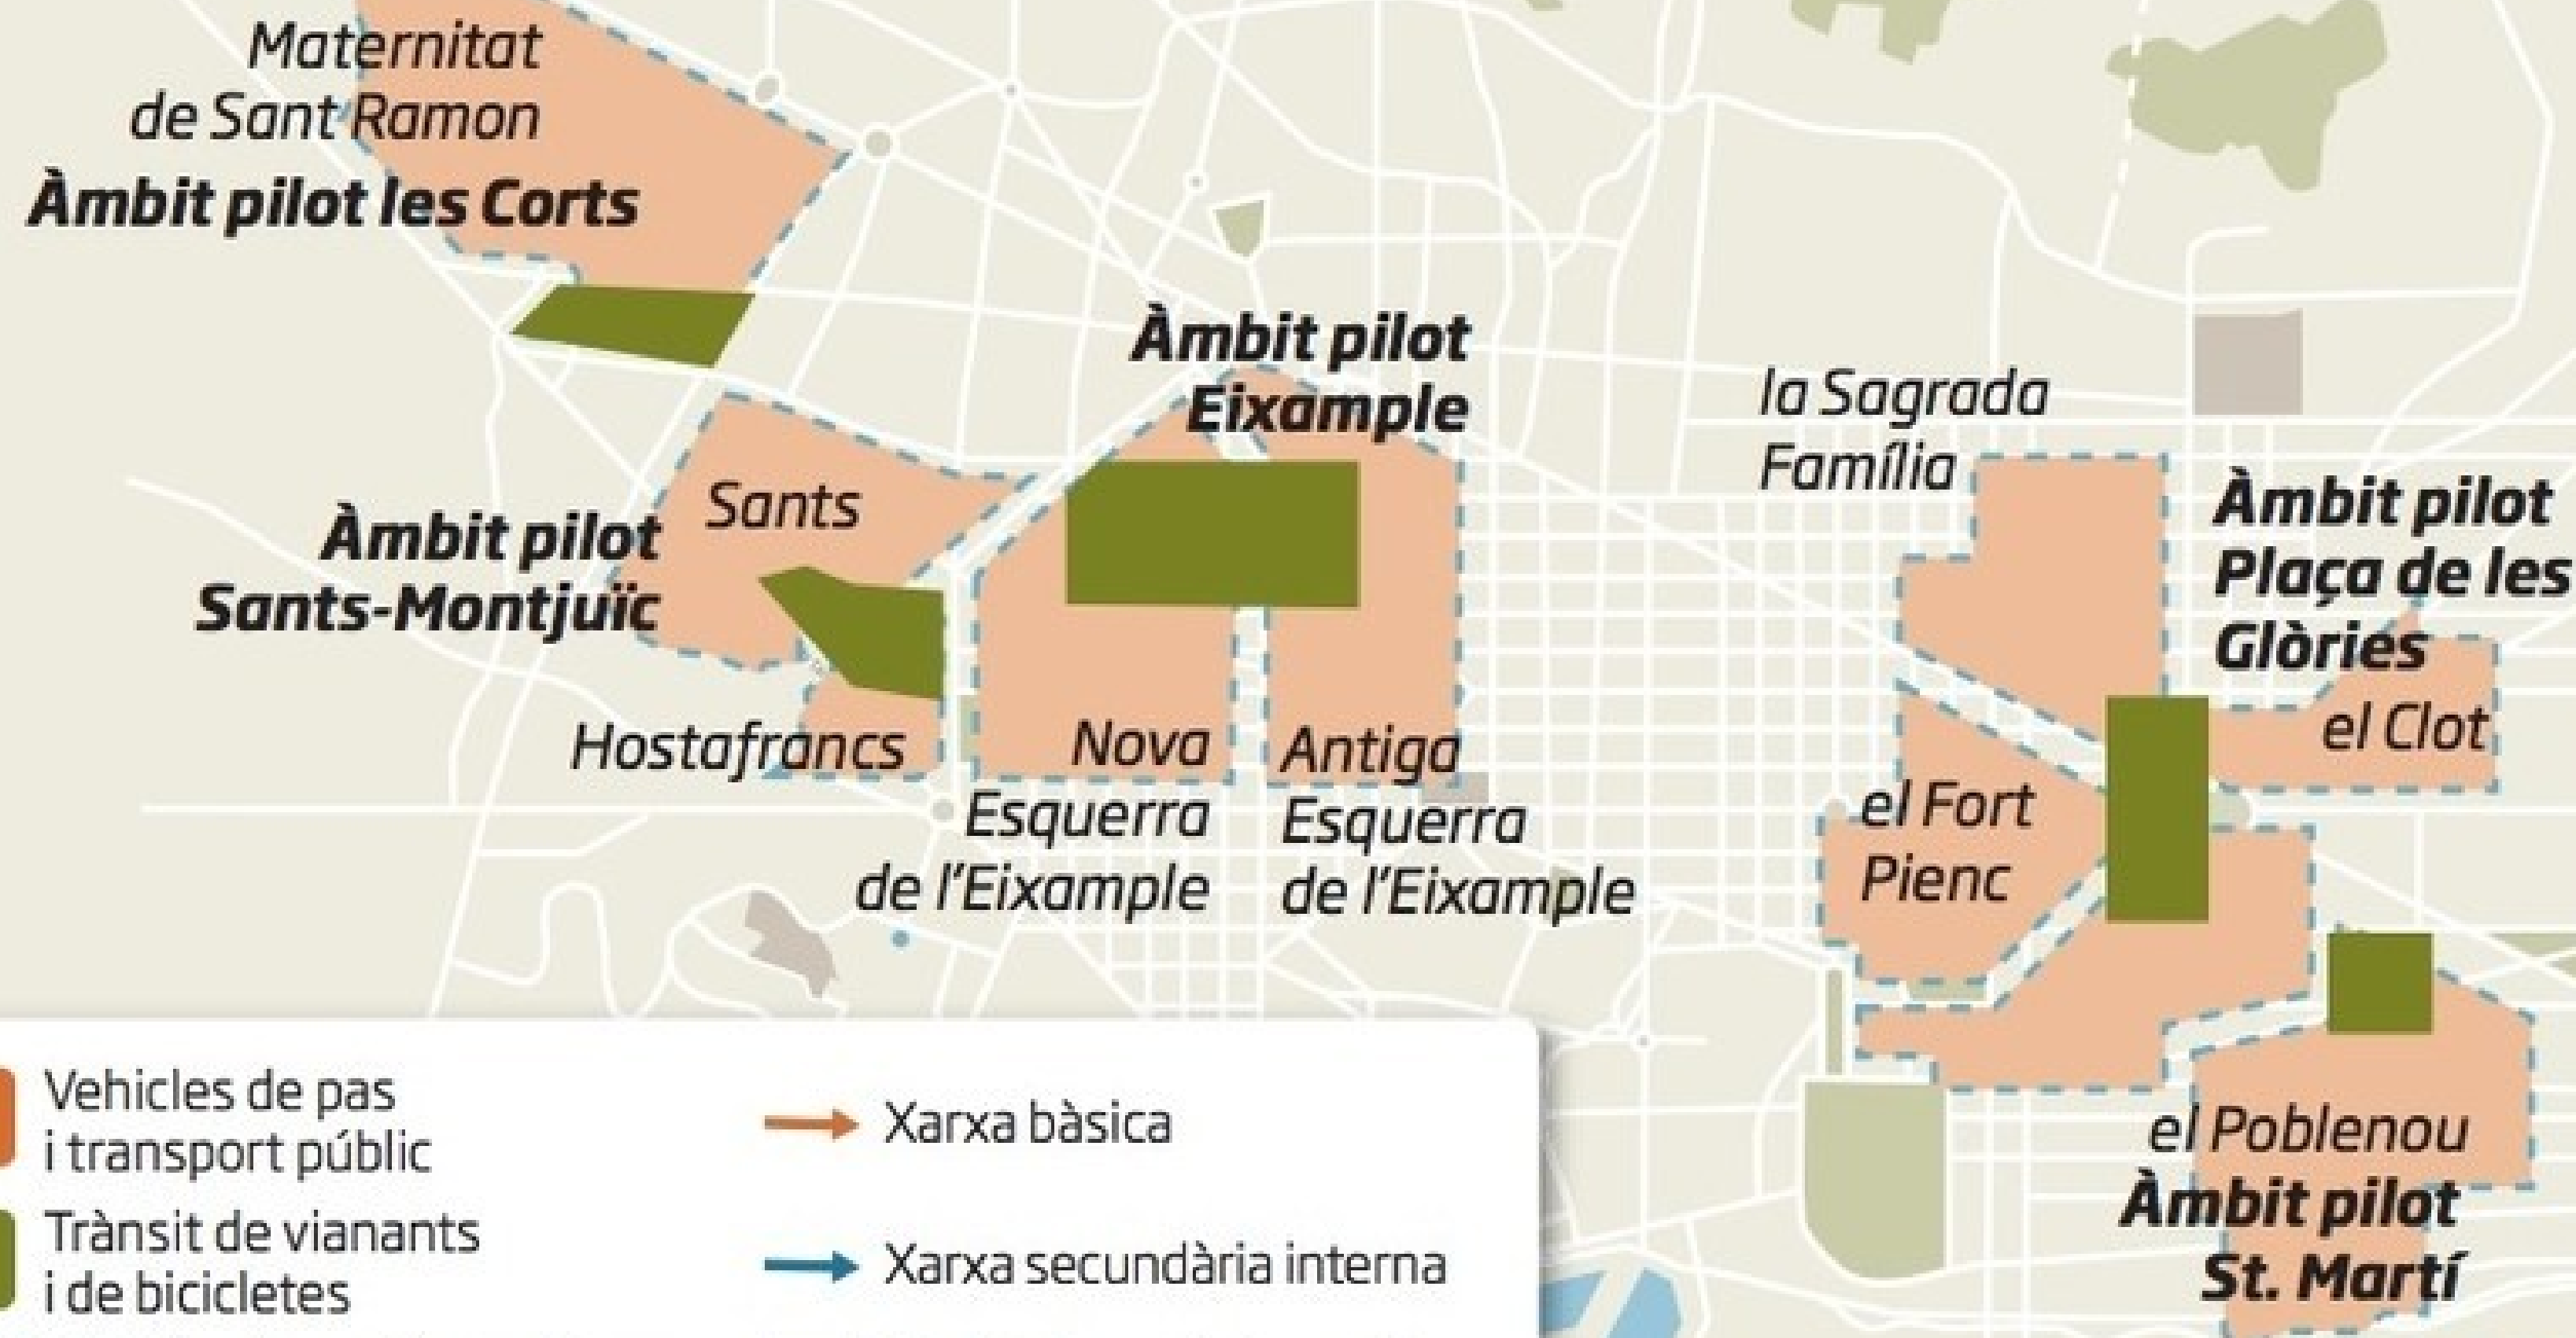 Maternitat
de Sant Ramon
Àmbit pilot les Corts
Àmbit pilot
Eixample
la Sagrada
Família
Àmbit pilot
Plaça de les
Glòries
Sants
Àmbit pilot
Sants-Montjuïc
Hostafrancs
Nova
Esquerra
de l'Eixample
Antiga
Esquerra
de l'Eixample
el Clot
el Fort
Pienc
el Poblenou
Àmbit pilot
St. Martí
Vehicles de pas
i transport públic
Xarxa bàsica
Trànsit de vianants
i de bicicletes
Xarxa secundària interna